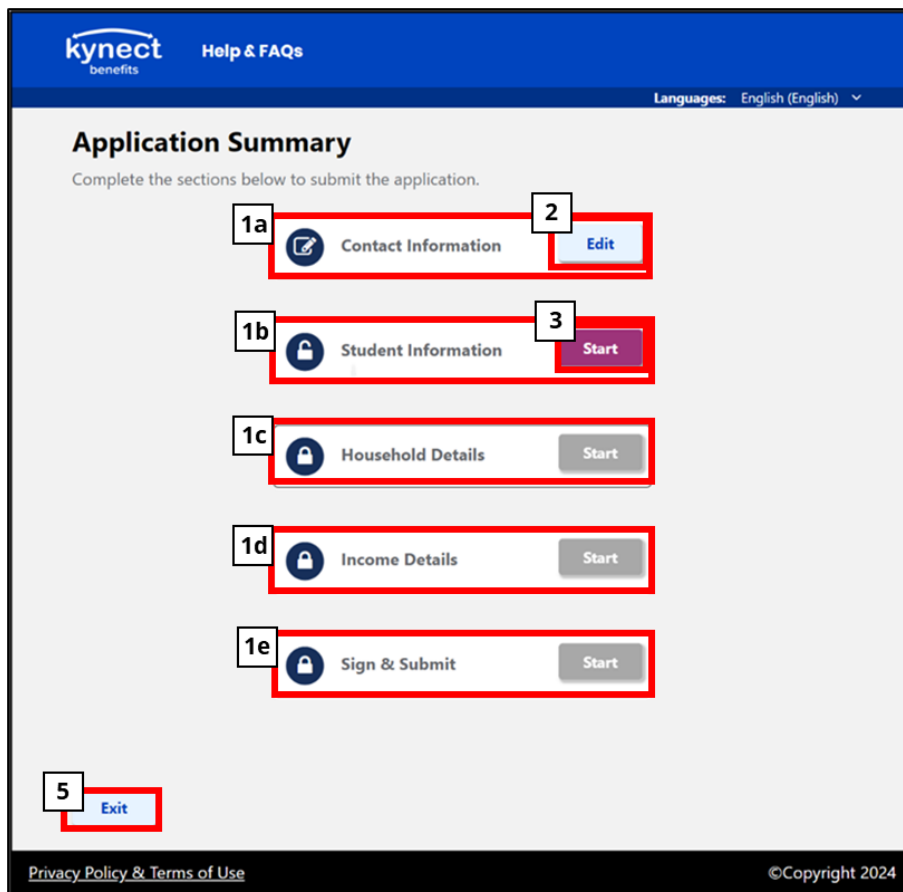 kynect
benefits
Help & FAQs
Languages: English (English)
Application Summary
Complete the sections below to submit the application.
1a
Contact Information
2
Edit
1b
Student Information
3
Start
1c
Household Details
Start
1d
Income Details
Start
1e
Sign & Submit
Start
5
Exit
Privacy Policy & Terms of Use
©Copyright 2024